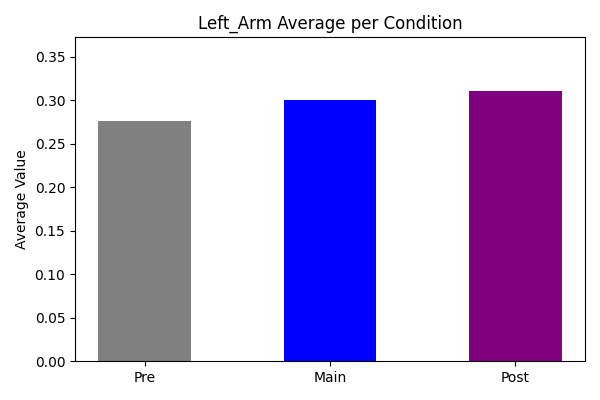 Left_Arm Average per Condition
Average Value
0.35
0.30
0.25
0.20
0.15
0.10
0.05
0.00
Pre
Main
Post